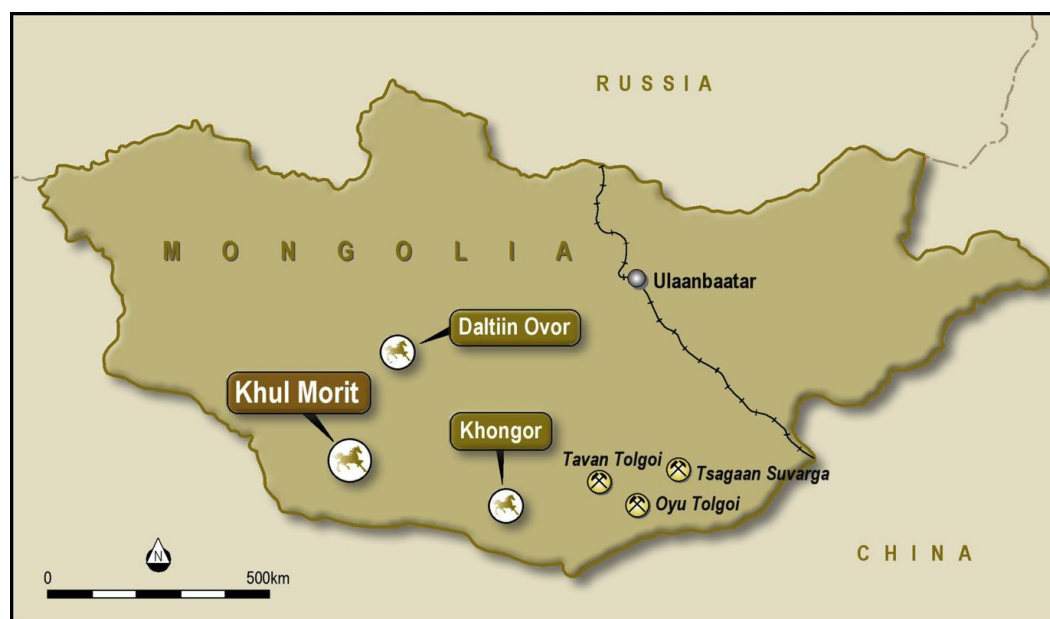 RUSSIA
MONGOLIA
Ulaanbaatar
Daltiin Ovor
Khul Morit
Khongor
Tavan Tolgoi
Tsagaan Suvarga
Oyu Tolgoi
CHINA
N
0 500km